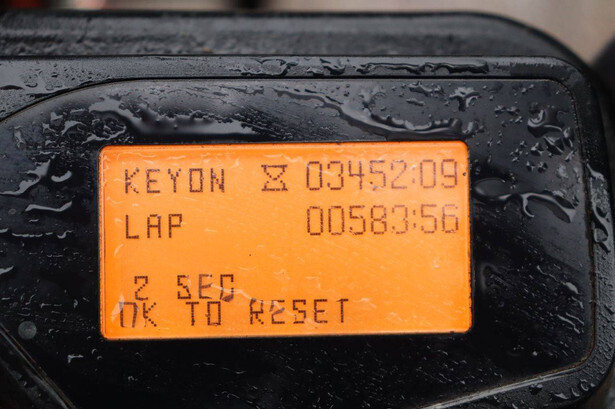 KEYON ⧖ 03452:09
LAP 00583:56
2 SEC
OK TO RESET